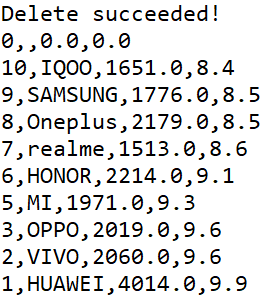 Delete succeeded!
0,,0.0,0.0
10,IQOO,1651.0,8.4
9,SAMSUNG,1776.0,8.5
8,Oneplus,2179.0,8.5
7,realme,1513.0,8.6
6,HONOR,2214.0,9.1
5,MI,1971.0,9.3
3,OPPO,2019.0,9.6
2,VIVO,2060.0,9.6
1,HUAWEI,4014.0,9.9